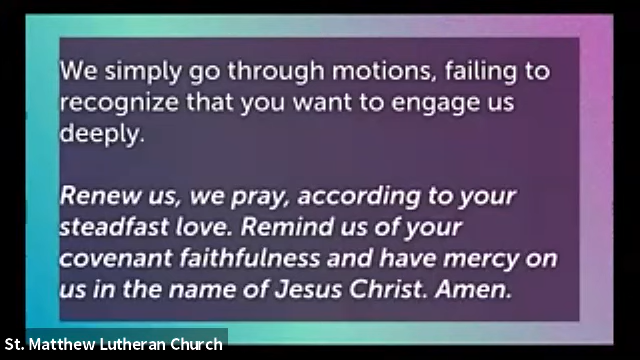 We simply go through motions, failing to
recognize that you want to engage us
deeply.
Renew us, we pray, according to your
steadfast love. Remind us of your
covenant faithfulness and have mercy on
us in the name of Jesus Christ. Amen.
St. Matthew Lutheran Church